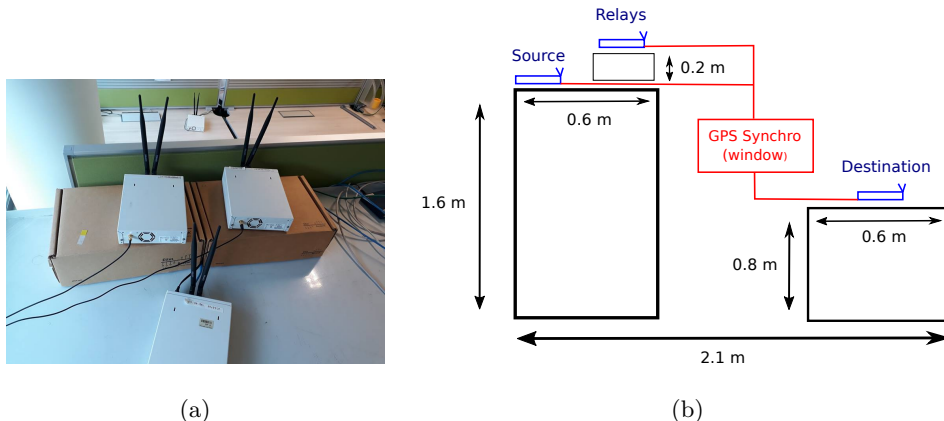 Relays
Source
0.2 m
0.6 m
GPS Synchro
(window)
Destination
1.6 m
0.6 m
0.8 m
2.1 m
(a)
(b)